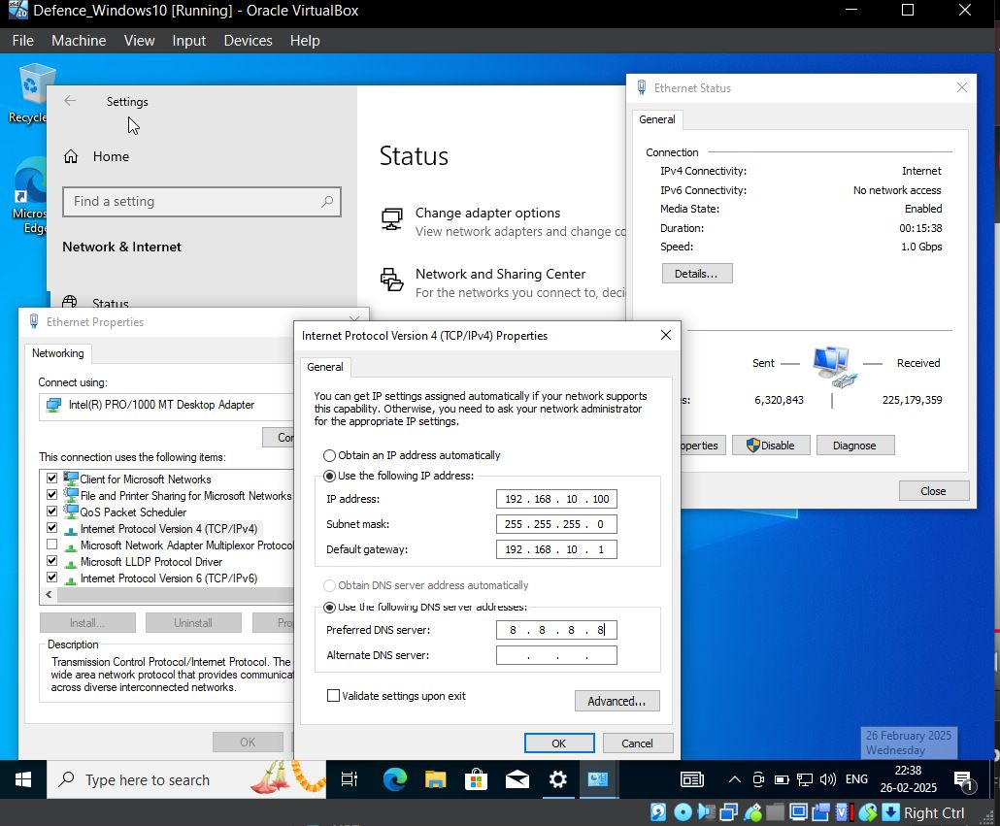 Defence_Windows10 [Running] - Oracle VirtualBox
File Machine View Input Devices Help
Recycle
Micros
Edge
Settings
Home
Find a setting
Network & Internet
Status
Status
Change adapter options
View network adapters and change co
Network and Sharing Center
For the networks you connect to, deci
Ethernet Status
General
Connection
IPv4 Connectivity: Internet
IPv6 Connectivity: No network access
Media State: Enabled
Duration: 00:15:38
Speed: 1.0 Gbps
Details...
Sent Received
es: 6,320,843 225,179,359
operties Disable Diagnose
Close
Ethernet Properties
Networking
Connect using:
Intel(R) PRO/1000 MT Desktop Adapter
Con
This connection uses the following items:
Client for Microsoft Networks
File and Printer Sharing for Microsoft Networks
QoS Packet Scheduler
Internet Protocol Version 4 (TCP/IPv4)
Microsoft Network Adapter Multiplexor Protocol
Microsoft LLDP Protocol Driver
Internet Protocol Version 6 (TCP/IPv6)
Install... Uninstall Pro
Description
Transmission Control Protocol/Internet Protocol. The
wide area network protocol that provides communicat
across diverse interconnected networks.
OK
Internet Protocol Version 4 (TCP/IPv4) Properties
General
You can get IP settings assigned automatically if your network supports
this capability. Otherwise, you need to ask your network administrator
for the appropriate IP settings.
Obtain an IP address automatically
Use the following IP address:
IP address: 192 . 168 . 10 . 100
Subnet mask: 255 . 255 . 255 . 0
Default gateway: 192 . 168 . 10 . 1
Obtain DNS server address automatically
Use the following DNS server addresses:
Preferred DNS server: 8 . 8 . 8 . 8
Alternate DNS server: . . .
Validate settings upon exit
Advanced...
OK Cancel
26 February 2025
Wednesday
Type here to search
ENG
22:38
26-02-2025
1
Right Ctrl